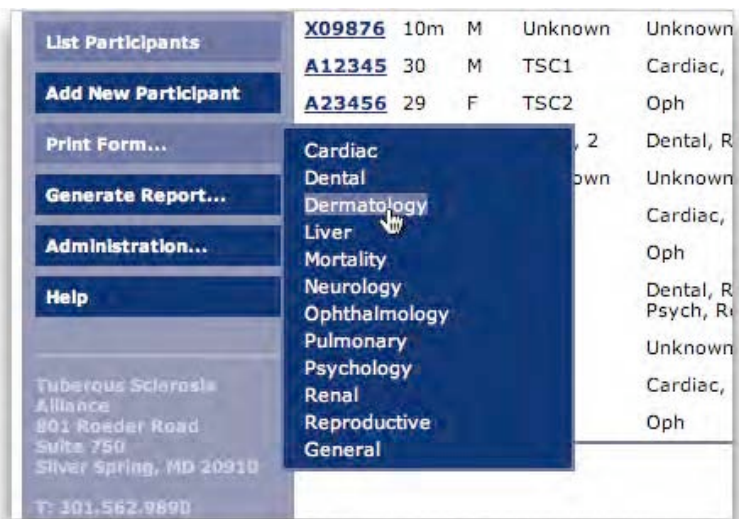 List Participants
Add New Participant
Print Form...
Generate Report...
Administration...
Help
Tuberous Sclerosis
Alliance
801 Roeder Road
Suite 750
Silver Spring, MD 20910
T: 301.562.9890
X09876 10m M Unknown Unknown
A12345 30 M TSC1 Cardiac,
A23456 29 F TSC2 Oph
, 2 Dental, R
own Unknown
Cardiac,
Oph
Dental, R
Psych, R
Unknown
Cardiac,
Oph
Cardiac
Dental
Dermatology
Liver
Mortality
Neurology
Ophthalmology
Pulmonary
Psychology
Renal
Reproductive
General